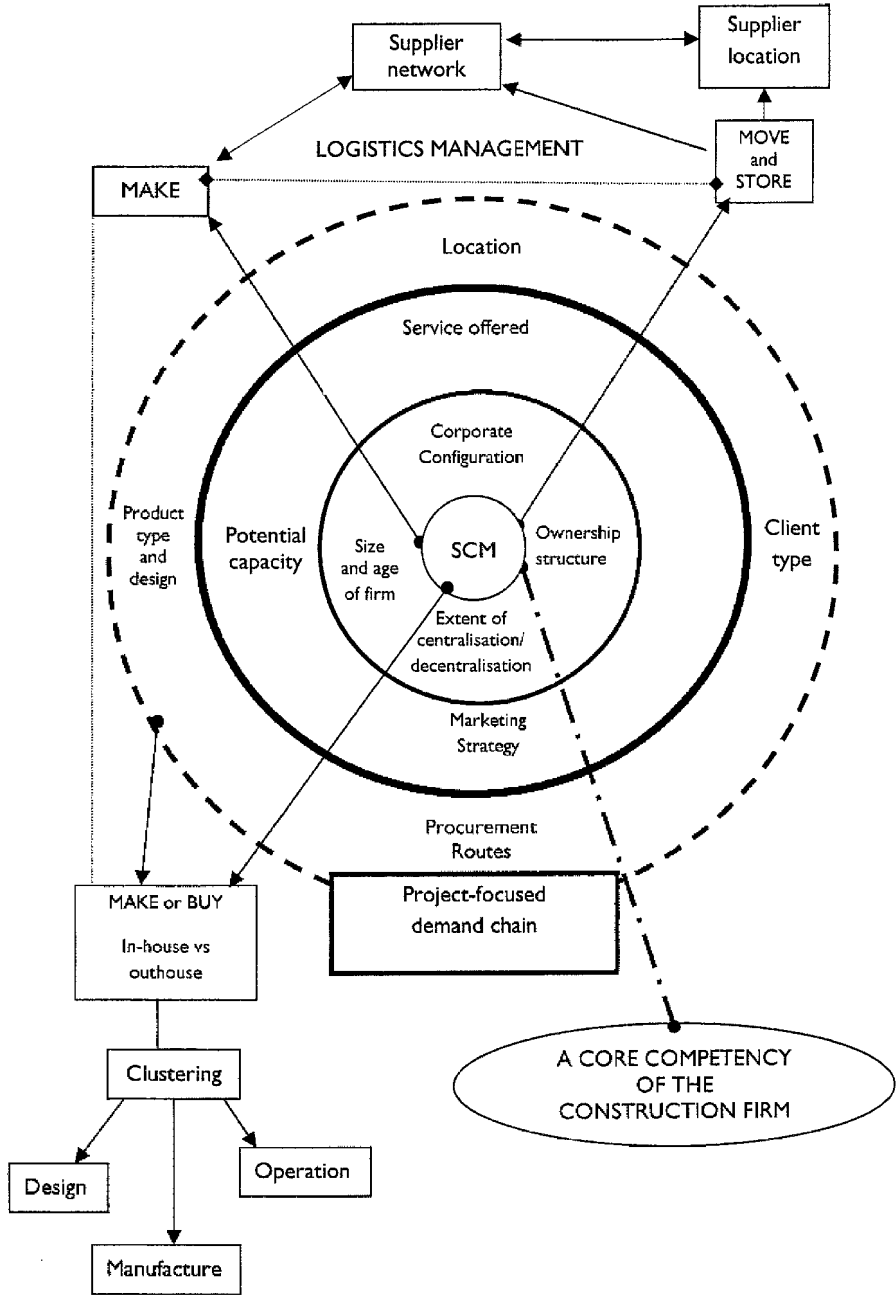 Supplier
network
Supplier
location
LOGISTICS MANAGEMENT
MOVE
and
STORE
MAKE
Location
Service offered
Corporate
Configuration
Product
type
and
design
Potential
capacity
Size
and age
of firm
SCM
Ownership
structure
Client
type
Extent of
centralisation/
decentralisation
Marketing
Strategy
Procurement
Routes
Project-focused
demand chain
MAKE or BUY
In-house vs
outhouse
Clustering
Design
Operation
Manufacture
A CORE COMPETENCY
OF THE
CONSTRUCTION FIRM